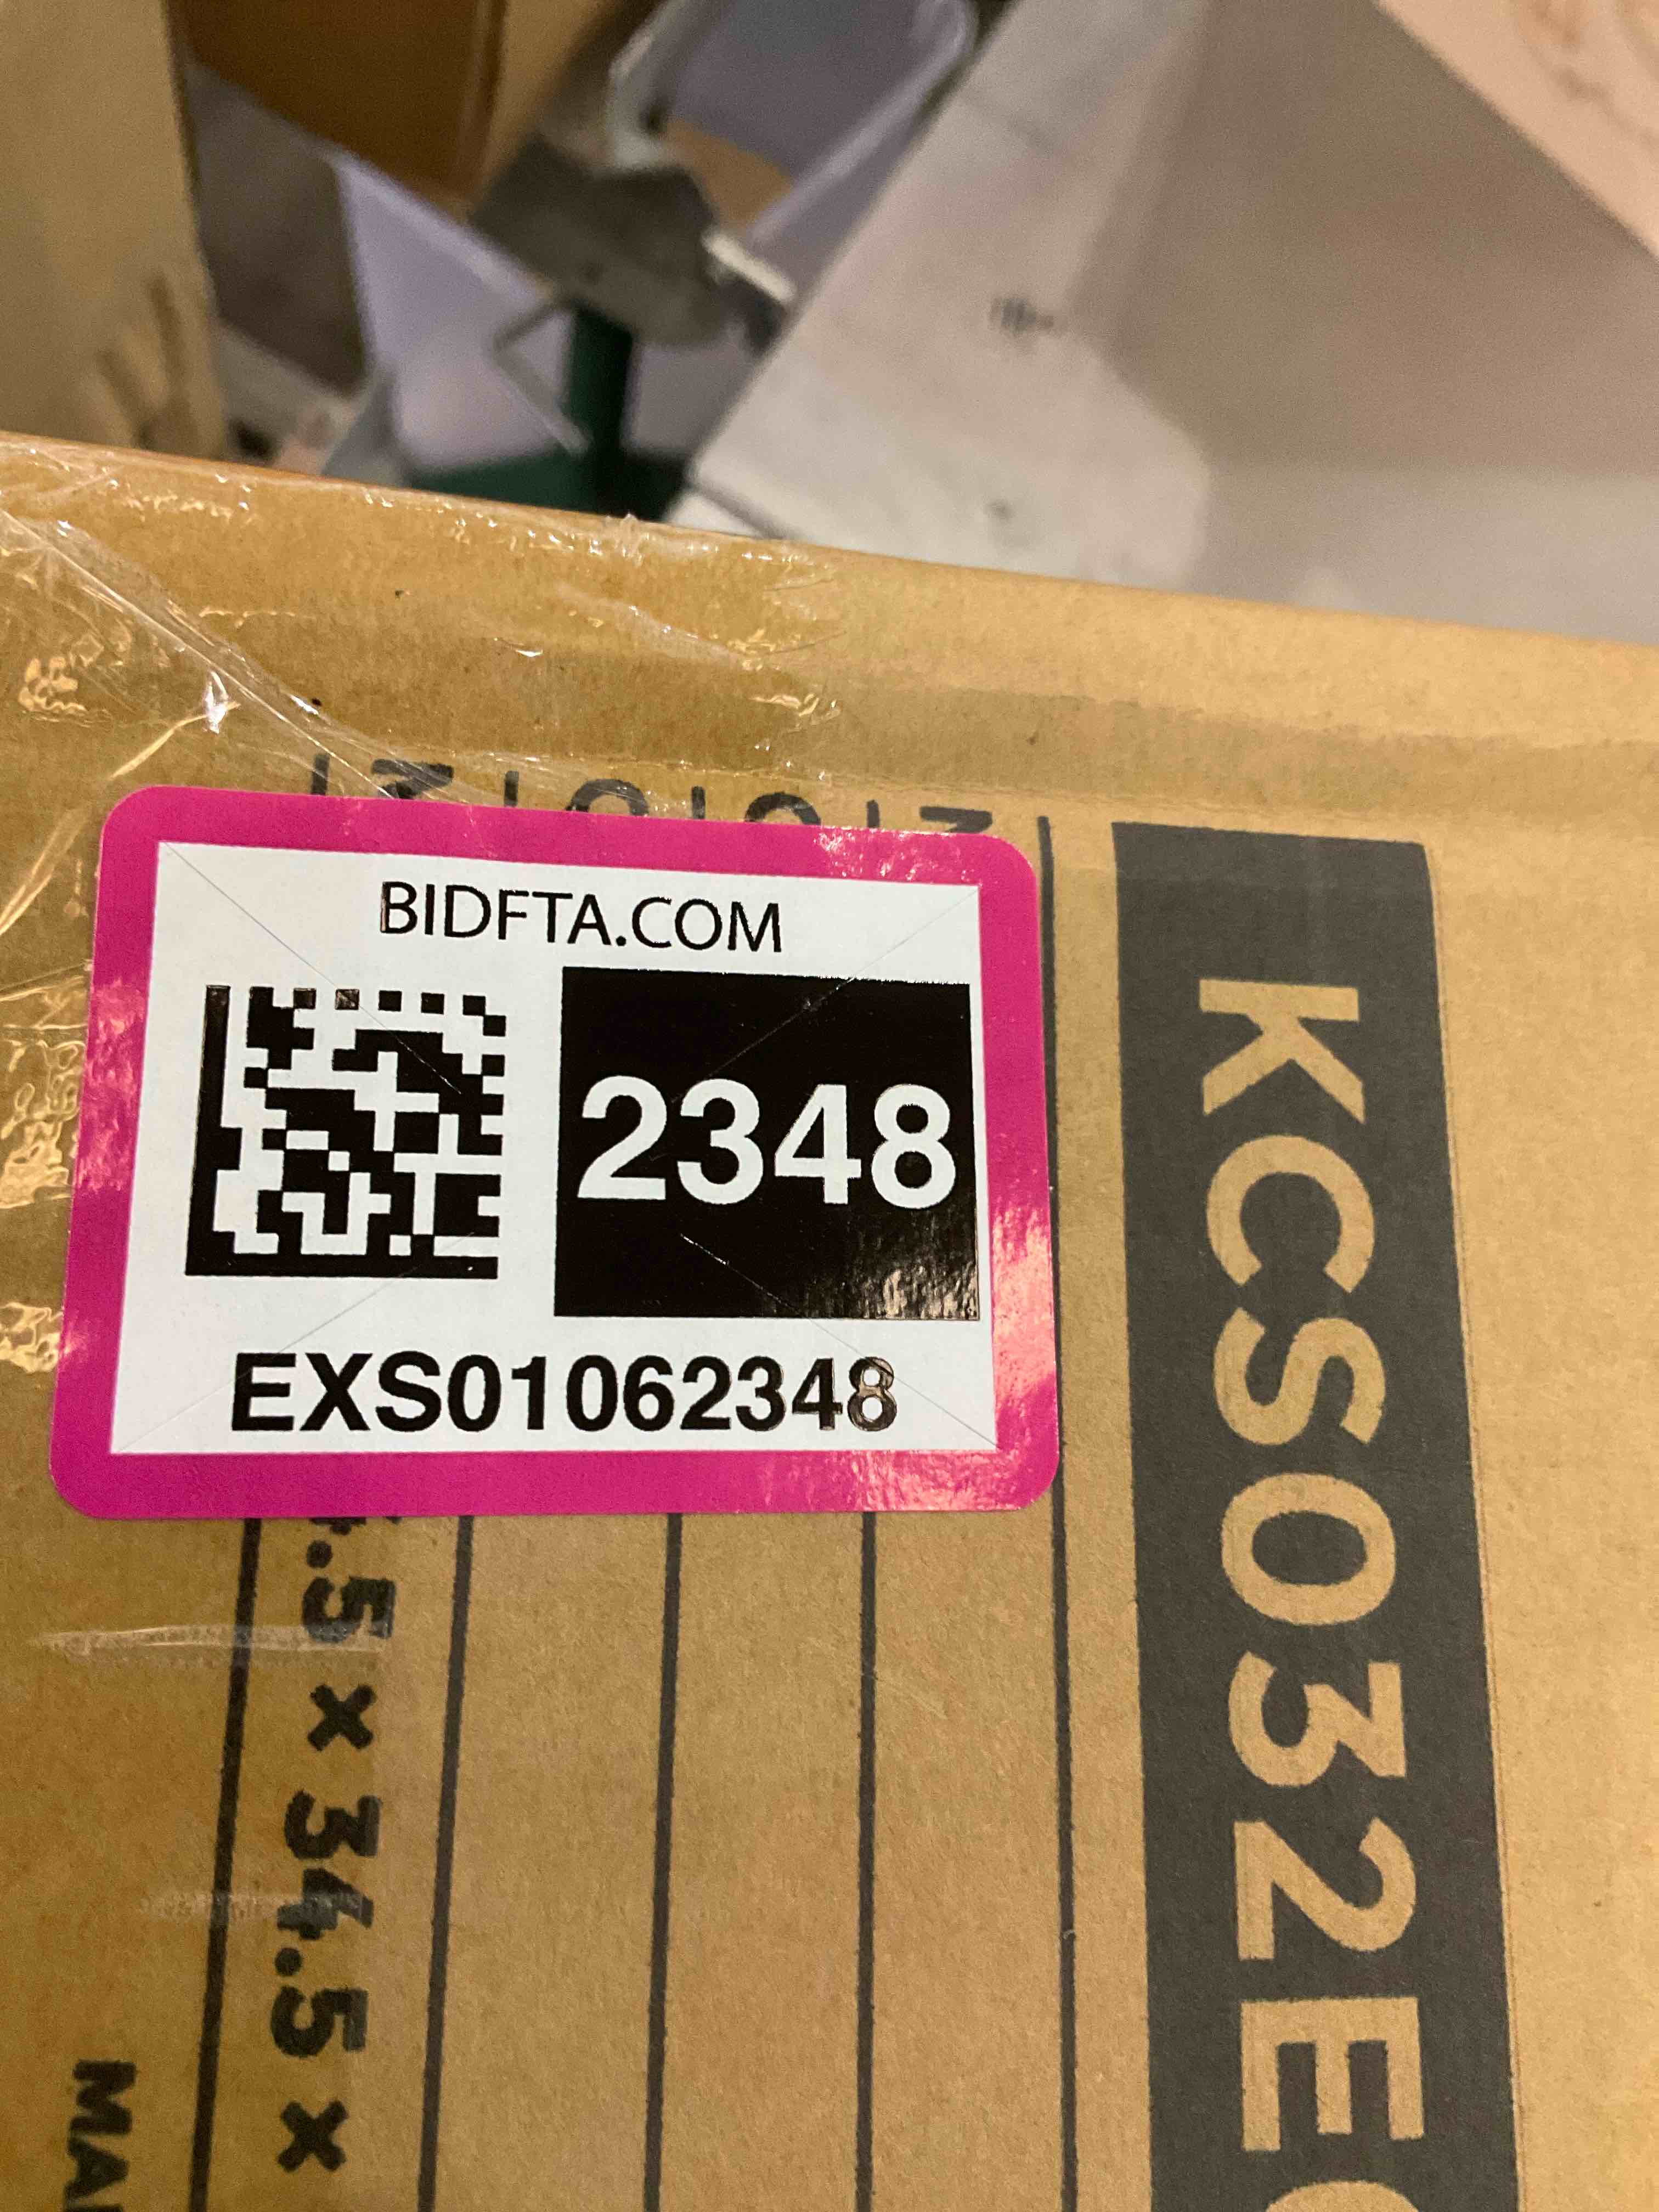 BIDFTA.COM
2348
EXS01062348
.5 x 34.5 x
KCS032E